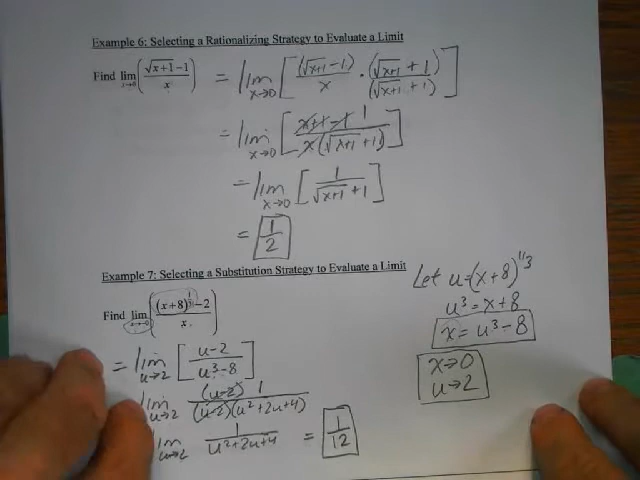 Example 6: Selecting a Rationalizing Strategy to Evaluate a Limit
Find lim x→0 ( (√(x+1) − 1) / x ) = lim x→0 [ (√(x+1) − 1) / x · (√(x+1) + 1) / (√(x+1) + 1) ]
= lim x→0 [ (x + 1 − 1) 1 / (x(√(x+1) + 1)) ]
= lim x→0 [ 1 / (√(x+1) + 1) ]
= 1/2
Example 7: Selecting a Substitution Strategy to Evaluate a Limit
Find lim x→0 ( ((x+8)^(1/3) − 2) / x )
= lim u→2 [ (u−2) / (u³−8) ]
lim u→2 (u−2) 1 / ((u−2)(u²+2u+4))
lim u→2 1 / (u²+2u+4) = 1/12
Let u=(x+8)^(1/3)
u³ = x+8
x = u³−8
x→0
u→2